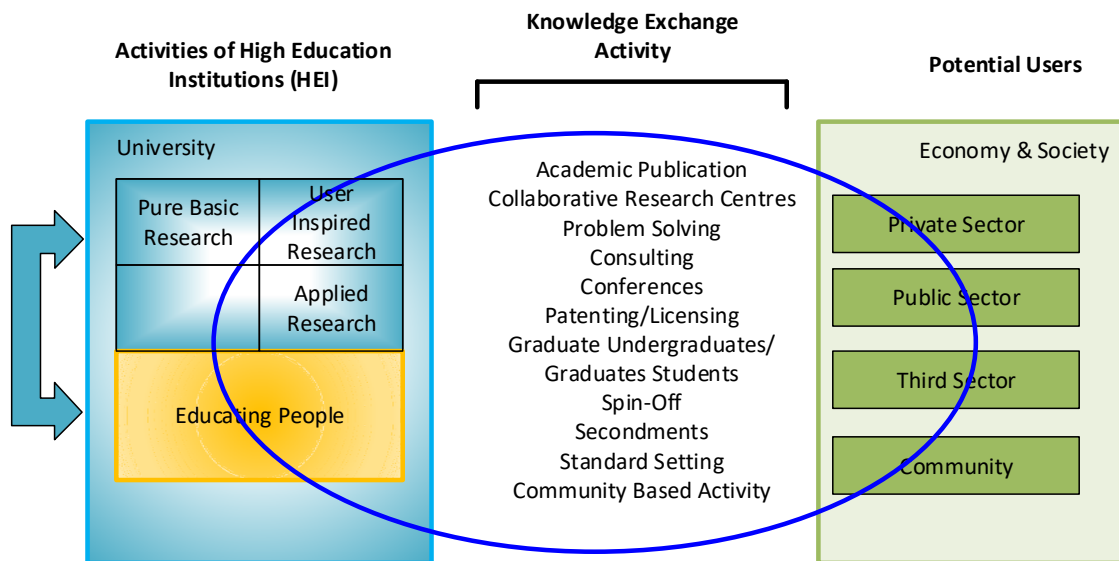 Activities of High Education
Institutions (HEI)
Knowledge Exchange
Activity
Potential Users
University
Pure Basic
Research
User
Inspired
Research
Applied
Research
Educating People
Academic Publication
Collaborative Research Centres
Problem Solving
Consulting
Conferences
Patenting/Licensing
Graduate Undergraduates/
Graduates Students
Spin-Off
Secondments
Standard Setting
Community Based Activity
Economy & Society
Private Sector
Public Sector
Third Sector
Community